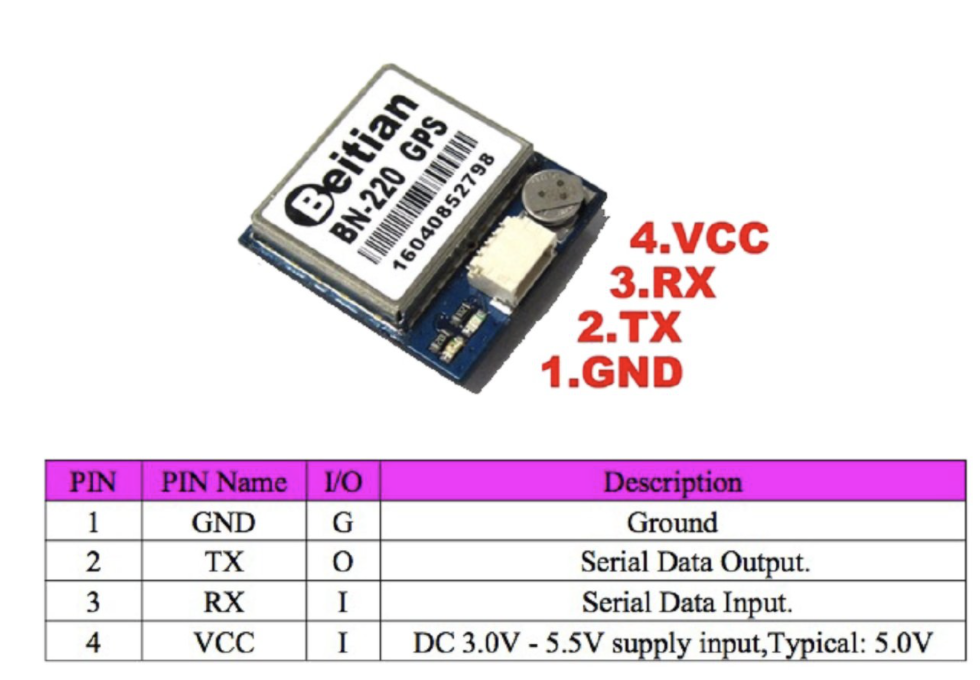 Beitian
BN-220 GPS
16040852798
4.VCC
3.RX
2.TX
1.GND
PIN PIN Name I/O Description
1 GND G Ground
2 TX O Serial Data Output.
3 RX I Serial Data Input.
4 VCC I DC 3.0V - 5.5V supply input,Typical: 5.0V